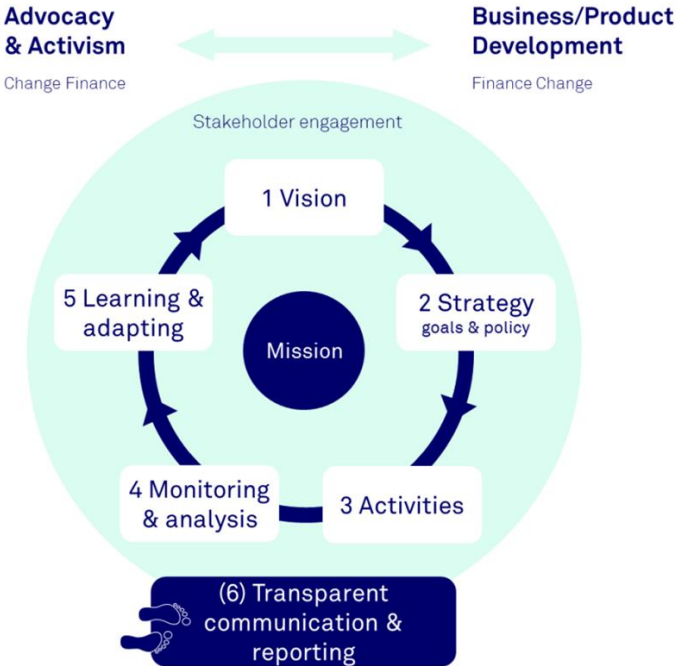 Advocacy
& Activism
Change Finance
Business/Product
Development
Finance Change
Stakeholder engagement
1 Vision
2 Strategy
goals & policy
3 Activities
4 Monitoring
& analysis
5 Learning &
adapting
Mission
(6) Transparent
communication &
reporting